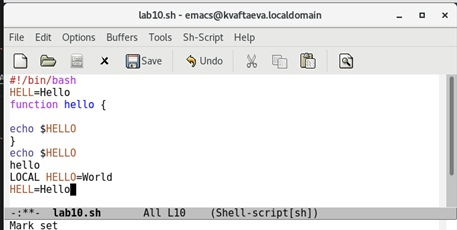 lab10.sh - emacs@kvaftaeva.localdomain
File Edit Options Buffers Tools Sh-Script Help
Save Undo
#!/bin/bash
HELL=Hello
function hello {
echo $HELLO
}
echo $HELLO
hello
LOCAL HELLO=World
HELL=Hello
-:**- lab10.sh All L10 (Shell-script[sh])
Mark set